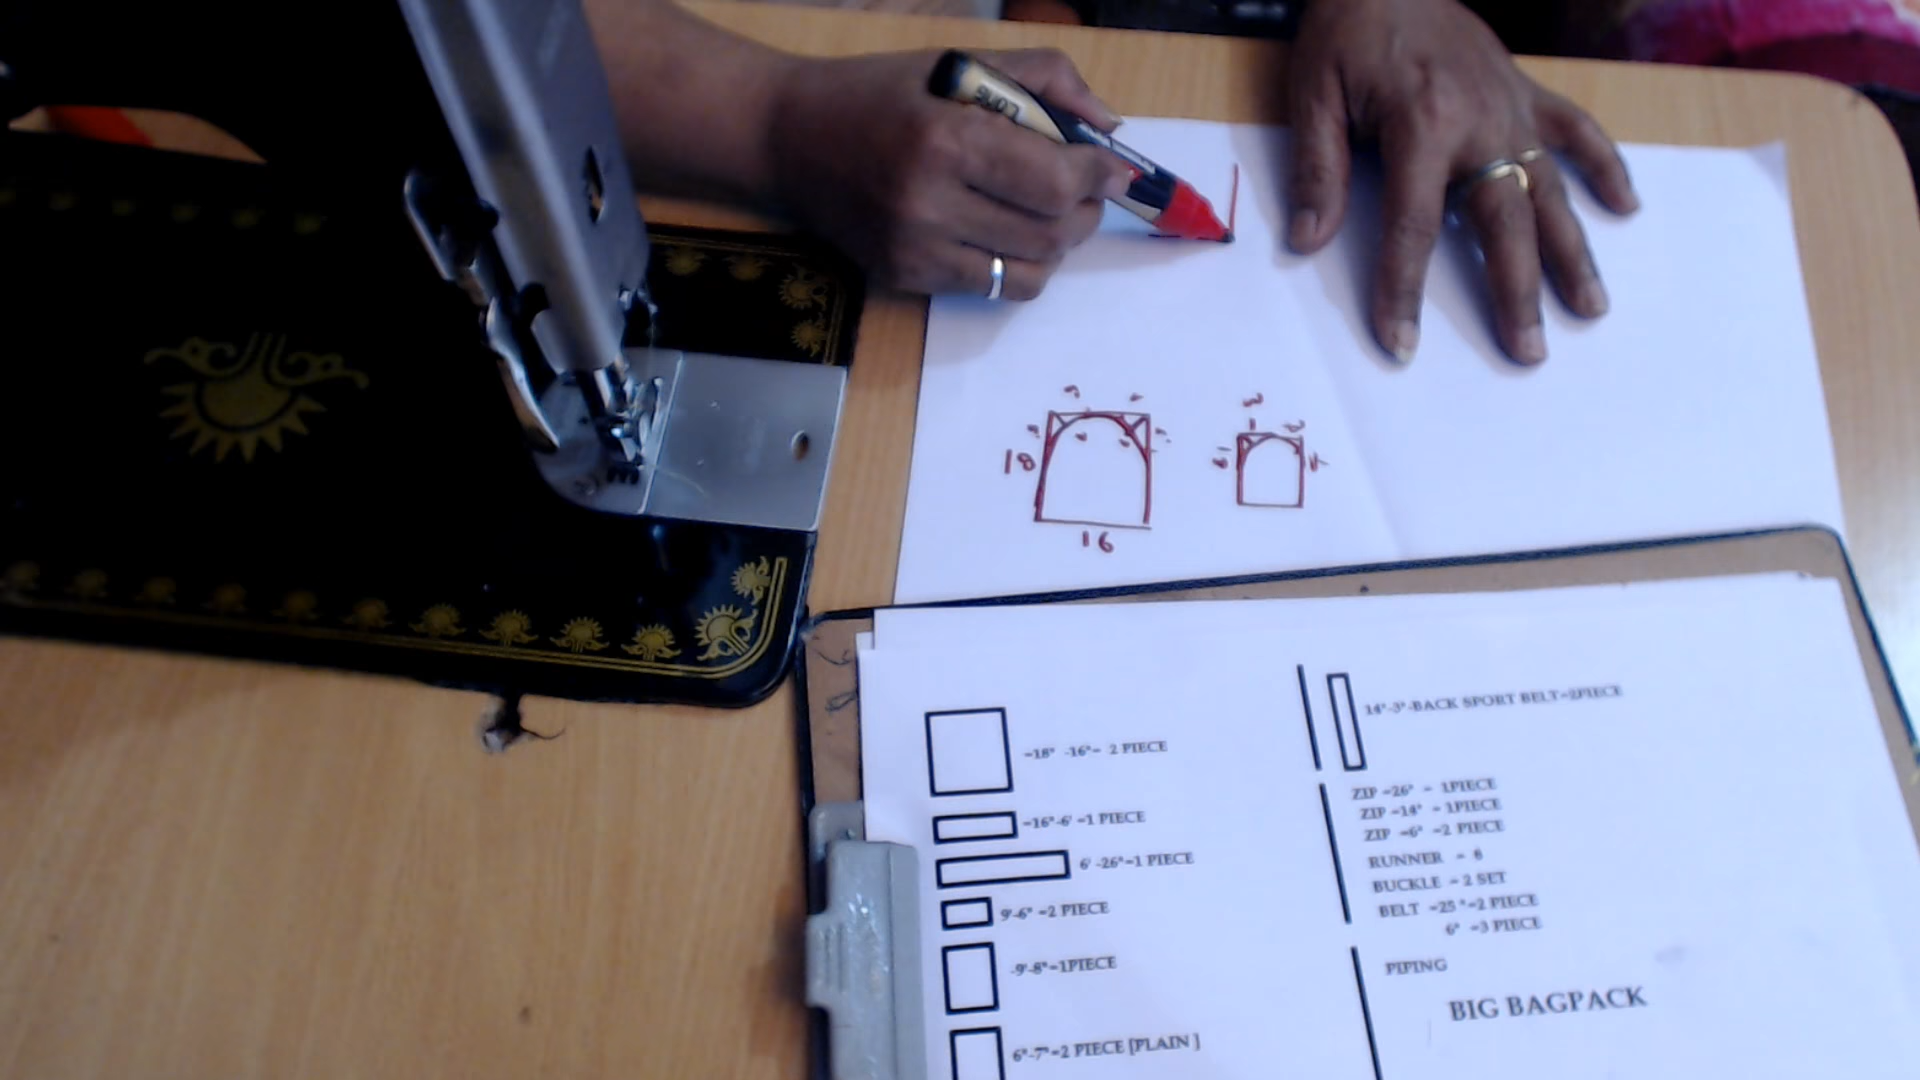 LONG
18
16
=18" -16"= 2 PIECE
=16"-6' =1 PIECE
6' -26"=1 PIECE
9'-6" =2 PIECE
-9'-8"=1PIECE
6"-7"=2 PIECE [PLAIN ]
14"-3"-BACK SPORT BELT=2PIECE
ZIP =26" = 1PIECE
ZIP =14" = 1PIECE
ZIP =6" =2 PIECE
RUNNER = 8
BUCKLE = 2 SET
BELT =25 "=2 PIECE
6" =3 PIECE
PIPING
BIG BAGPACK